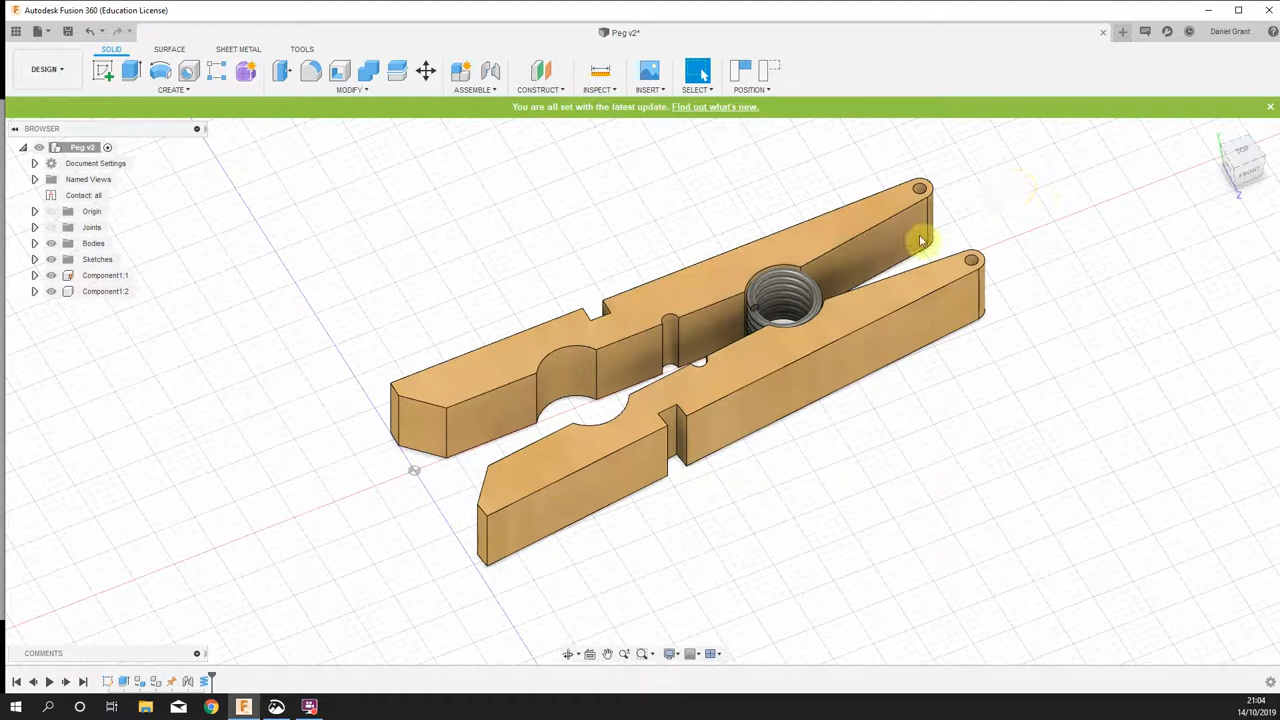 Autodesk Fusion 360 (Education License)
Peg v2*
Daniel Grant
SOLID SURFACE SHEET METAL TOOLS
DESIGN
CREATE MODIFY ASSEMBLE CONSTRUCT INSPECT INSERT SELECT POSITION
You are all set with the latest update. Find out what's new.
BROWSER
Peg v2
Document Settings
Named Views
Contact: all
Origin
Joints
Bodies
Sketches
Component1:1
Component1:2
TOP
FRONT
Z
COMMENTS
21:04
14/10/2019